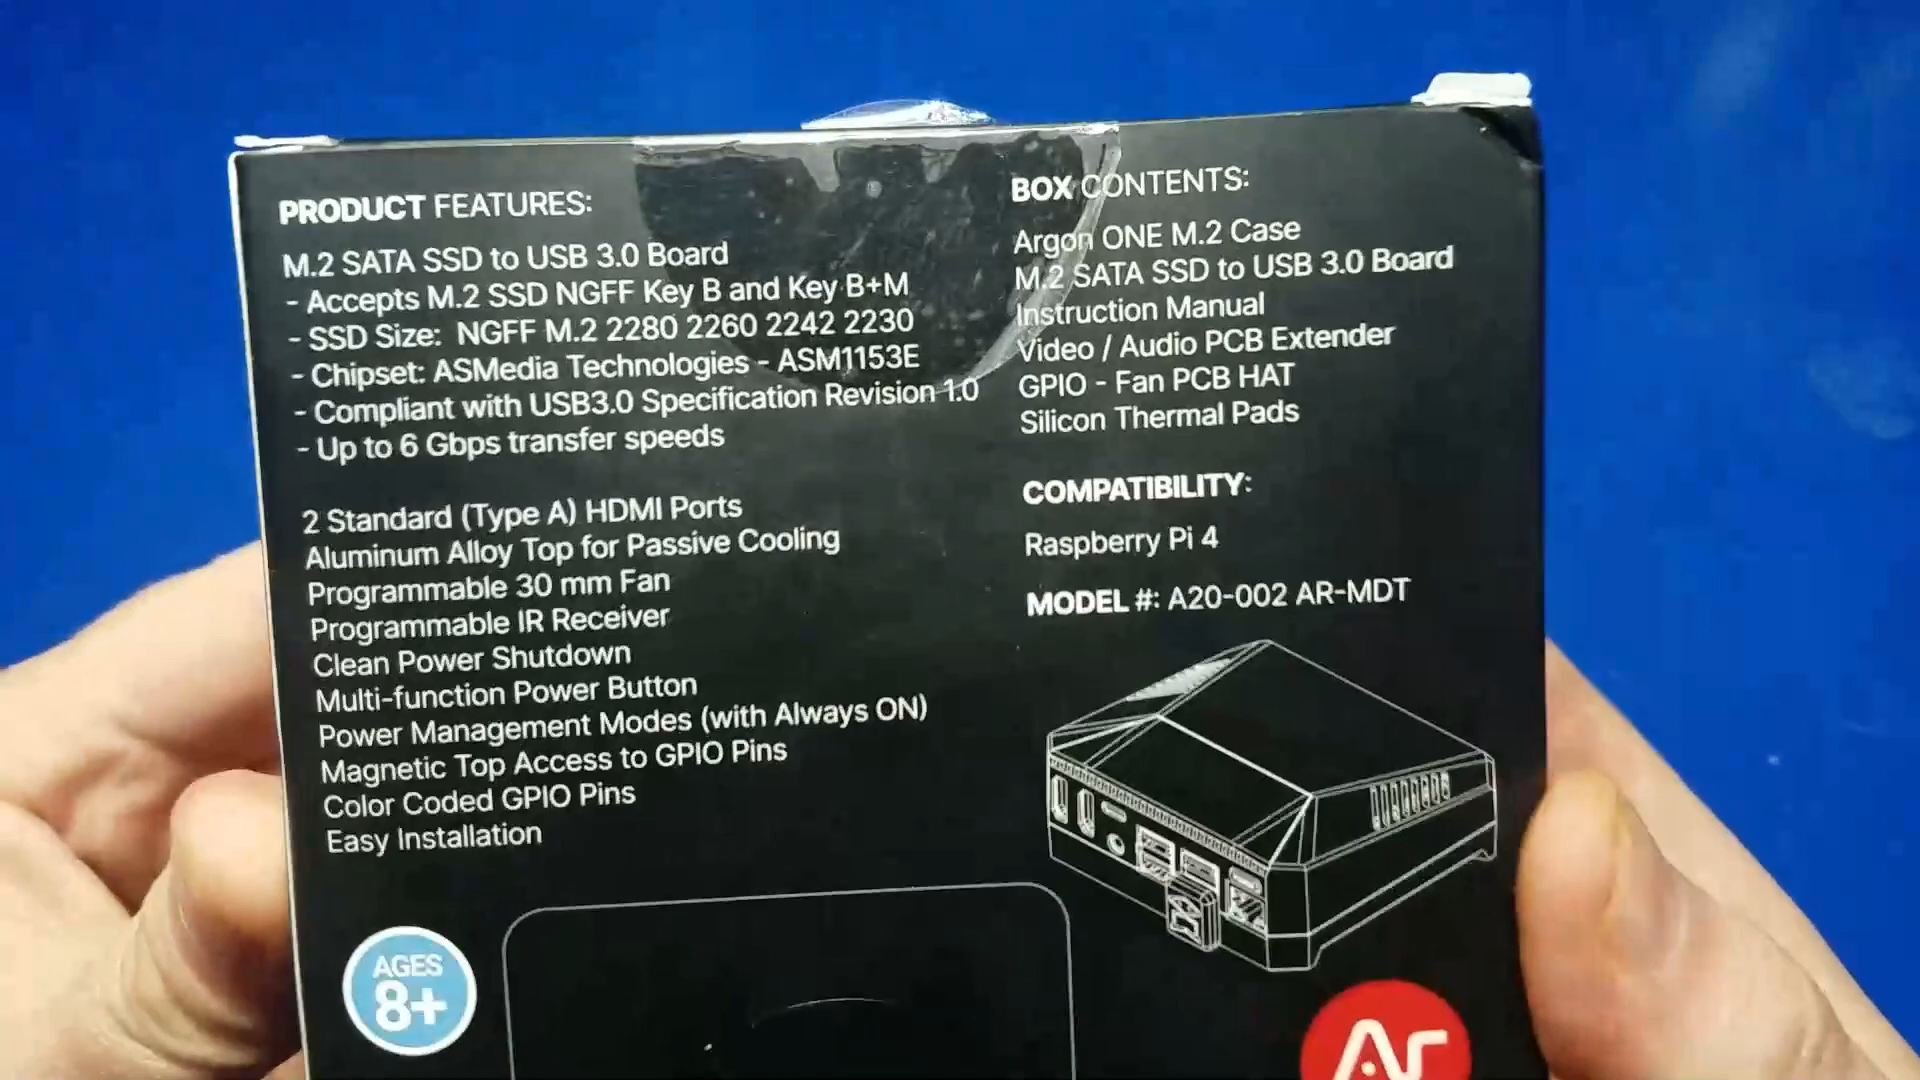 PRODUCT FEATURES:
M.2 SATA SSD to USB 3.0 Board
- Accepts M.2 SSD NGFF Key B and Key B+M
- SSD Size: NGFF M.2 2280 2260 2242 2230
- Chipset: ASMedia Technologies - ASM1153E
- Compliant with USB3.0 Specification Revision 1.0
- Up to 6 Gbps transfer speeds
2 Standard (Type A) HDMI Ports
Aluminum Alloy Top for Passive Cooling
Programmable 30 mm Fan
Programmable IR Receiver
Clean Power Shutdown
Multi-function Power Button
Power Management Modes (with Always ON)
Magnetic Top Access to GPIO Pins
Color Coded GPIO Pins
Easy Installation
AGES
8+
BOX CONTENTS:
Argon ONE M.2 Case
M.2 SATA SSD to USB 3.0 Board
Instruction Manual
Video / Audio PCB Extender
GPIO - Fan PCB HAT
Silicon Thermal Pads
COMPATIBILITY:
Raspberry Pi 4
MODEL #: A20-002 AR-MDT
Ar